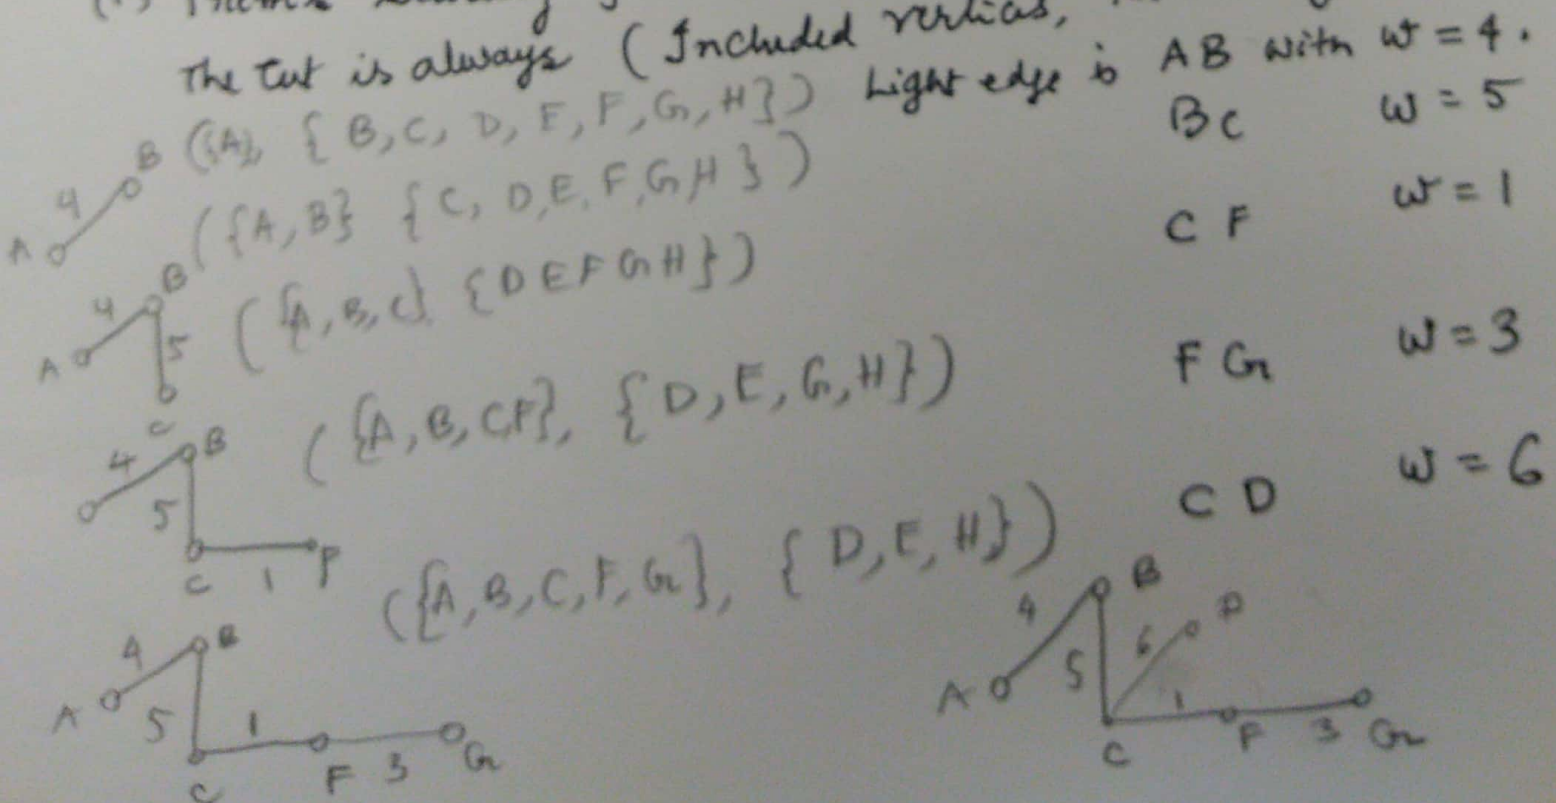 The Cut is always (Included vertices,
({A}, { B, C, D, E, F, G, H}) Light edge is AB with w = 4.
({A, B} { C, D, E, F, G, H }) BC w = 5
({A, B, C} {D E F G H}) CF w = 1
({A, B, C, F}, {D, E, G, H}) FG w = 3
({A, B, C, F, G}, { D, E, H}) CD w = 6
A 4 B
A 4 B 5 C
4 B 5 C 1 F
A 4 B 5 C 1 F 3 G
A 4 B 5 6 D C 1 F 3 G